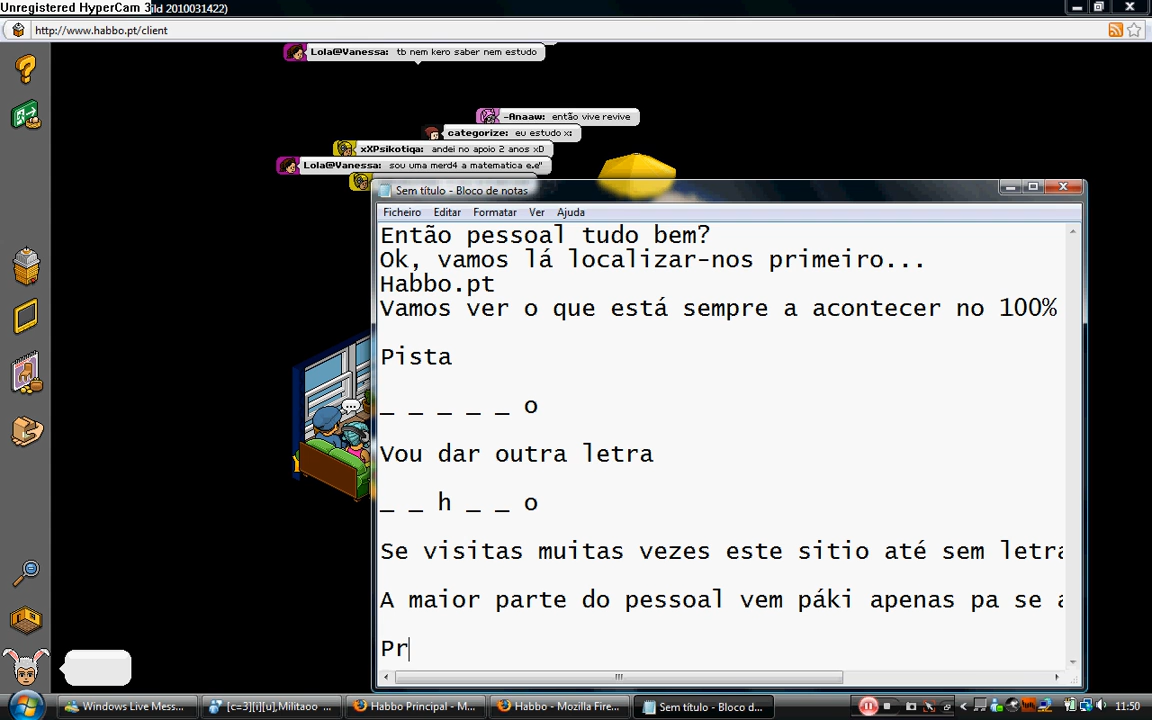 Unregistered HyperCam 3
ild 2010031422)
http://www.habbo.pt/client
Lola@Vanessa: tb nem kero saber nem estudo
-Anaaw: então vive revive
categorize: eu estudo x:
xXPsikotiqa: andei no apoio 2 anos xD
Lola@Vanessa: sou uma merd4 a matematica e.e"
Sem título - Bloco de notas
Ficheiro Editar Formatar Ver Ajuda
Então pessoal tudo bem?
Ok, vamos lá localizar-nos primeiro...
Habbo.pt
Vamos ver o que está sempre a acontecer no 100%
Pista
_ _ _ _ _ o
Vou dar outra letra
_ _ h _ _ o
Se visitas muitas vezes este sitio até sem letra
A maior parte do pessoal vem páki apenas pa se a
Pr
Windows Live Mess... [c=3][i][u],Militaoo ... Habbo Principal - M... Habbo - Mozilla Fire... Sem título - Bloco d... 11:50